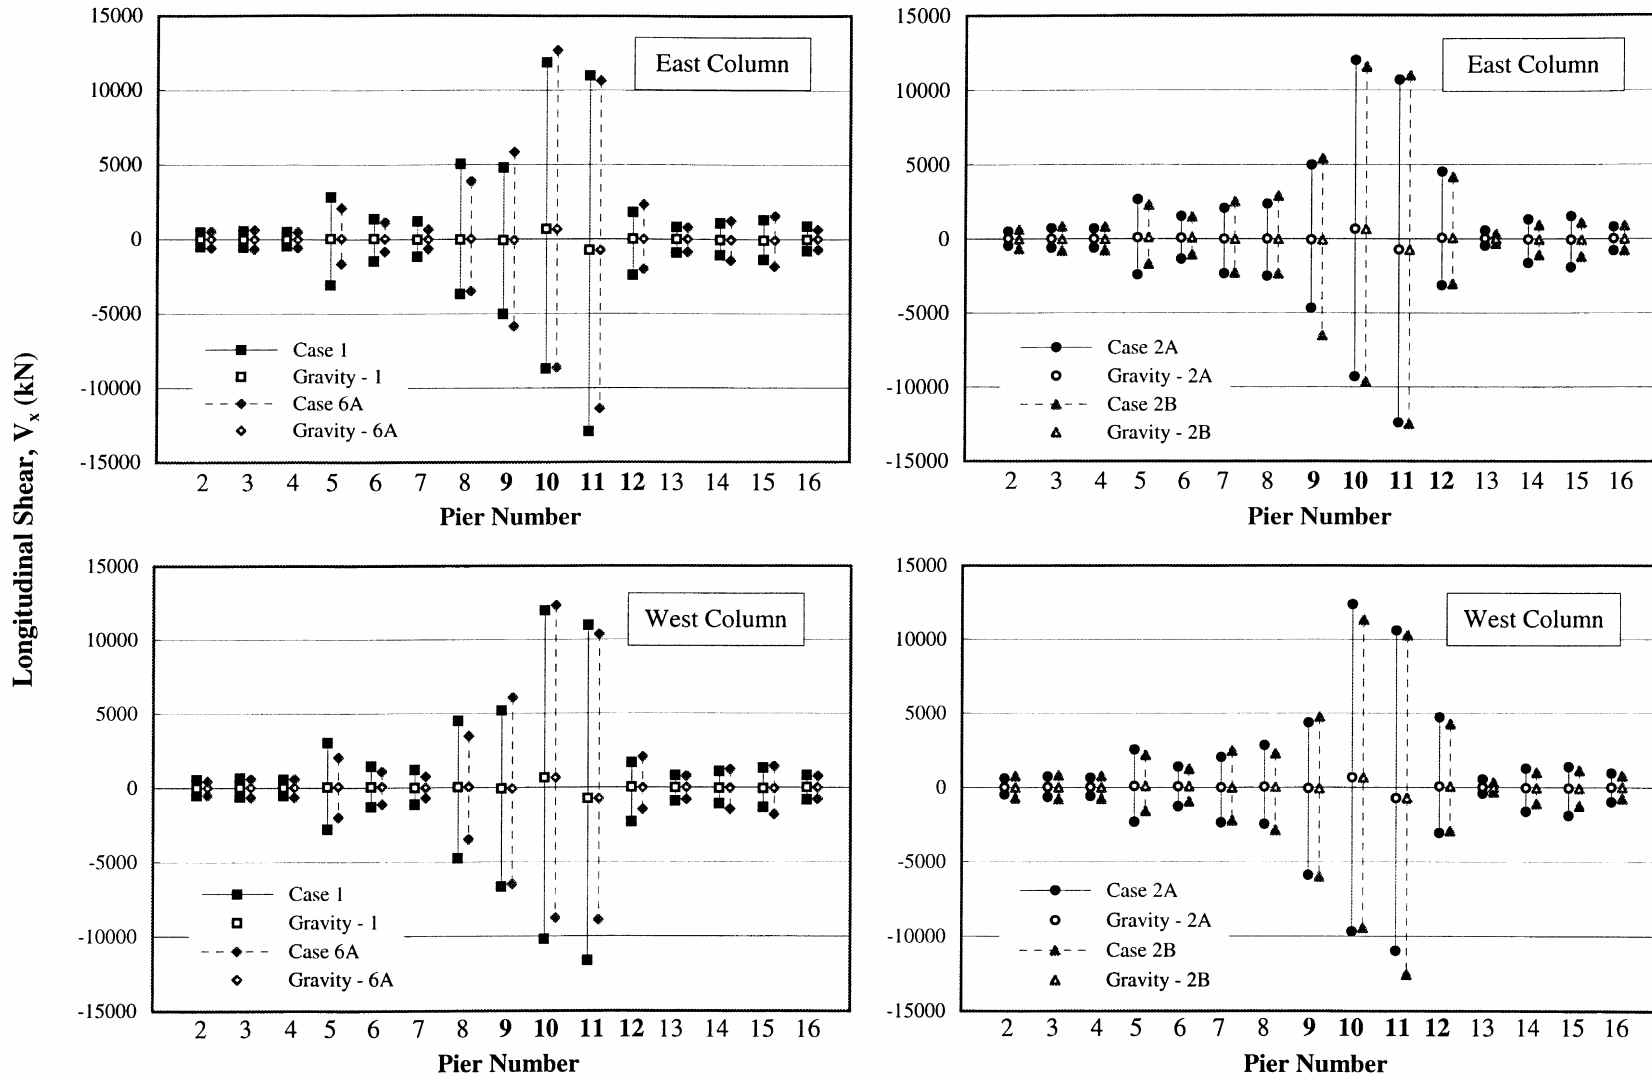 Longitudinal Shear, Vx (kN)
15000
10000
5000
0
-5000
-10000
-15000
East Column
Case 1
Gravity - 1
Case 6A
Gravity - 6A
2 3 4 5 6 7 8 9 10 11 12 13 14 15 16
Pier Number
15000
10000
5000
0
-5000
-10000
-15000
East Column
Case 2A
Gravity - 2A
Case 2B
Gravity - 2B
2 3 4 5 6 7 8 9 10 11 12 13 14 15 16
Pier Number
15000
10000
5000
0
-5000
-10000
-15000
West Column
Case 1
Gravity - 1
Case 6A
Gravity - 6A
2 3 4 5 6 7 8 9 10 11 12 13 14 15 16
Pier Number
15000
10000
5000
0
-5000
-10000
-15000
West Column
Case 2A
Gravity - 2A
Case 2B
Gravity - 2B
2 3 4 5 6 7 8 9 10 11 12 13 14 15 16
Pier Number